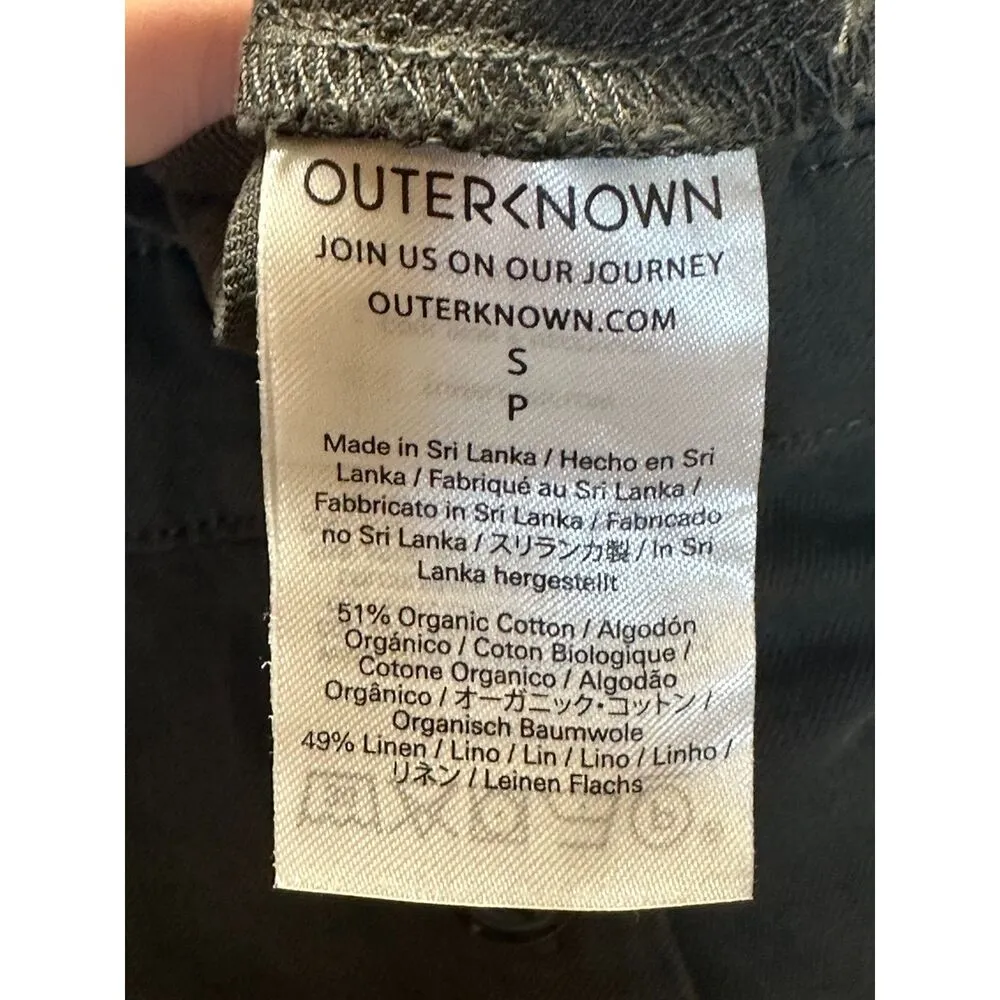 OUTERKNOWN
JOIN US ON OUR JOURNEY
OUTERKNOWN.COM
S
P
Made in Sri Lanka / Hecho en Sri
Lanka / Fabriqué au Sri Lanka /
Fabbricato in Sri Lanka / Fabricado
no Sri Lanka / スリランカ製 / In Sri
Lanka hergestellt
51% Organic Cotton / Algodón
Orgánico / Coton Biologique /
Cotone Organico / Algodão
Orgânico / オーガニック・コットン /
Organisch Baumwole
49% Linen / Lino / Lin / Lino / Linho /
リネン / Leinen Flachs